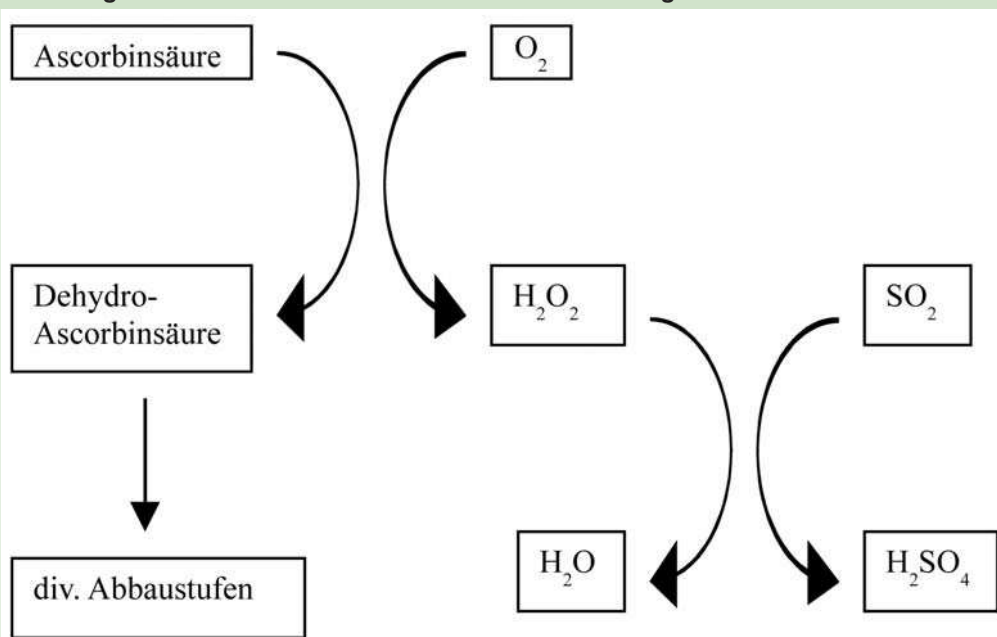 Ascorbinsäure
O₂
Dehydro-
Ascorbinsäure
H₂O₂
SO₂
div. Abbaustufen
H₂O
H₂SO₄